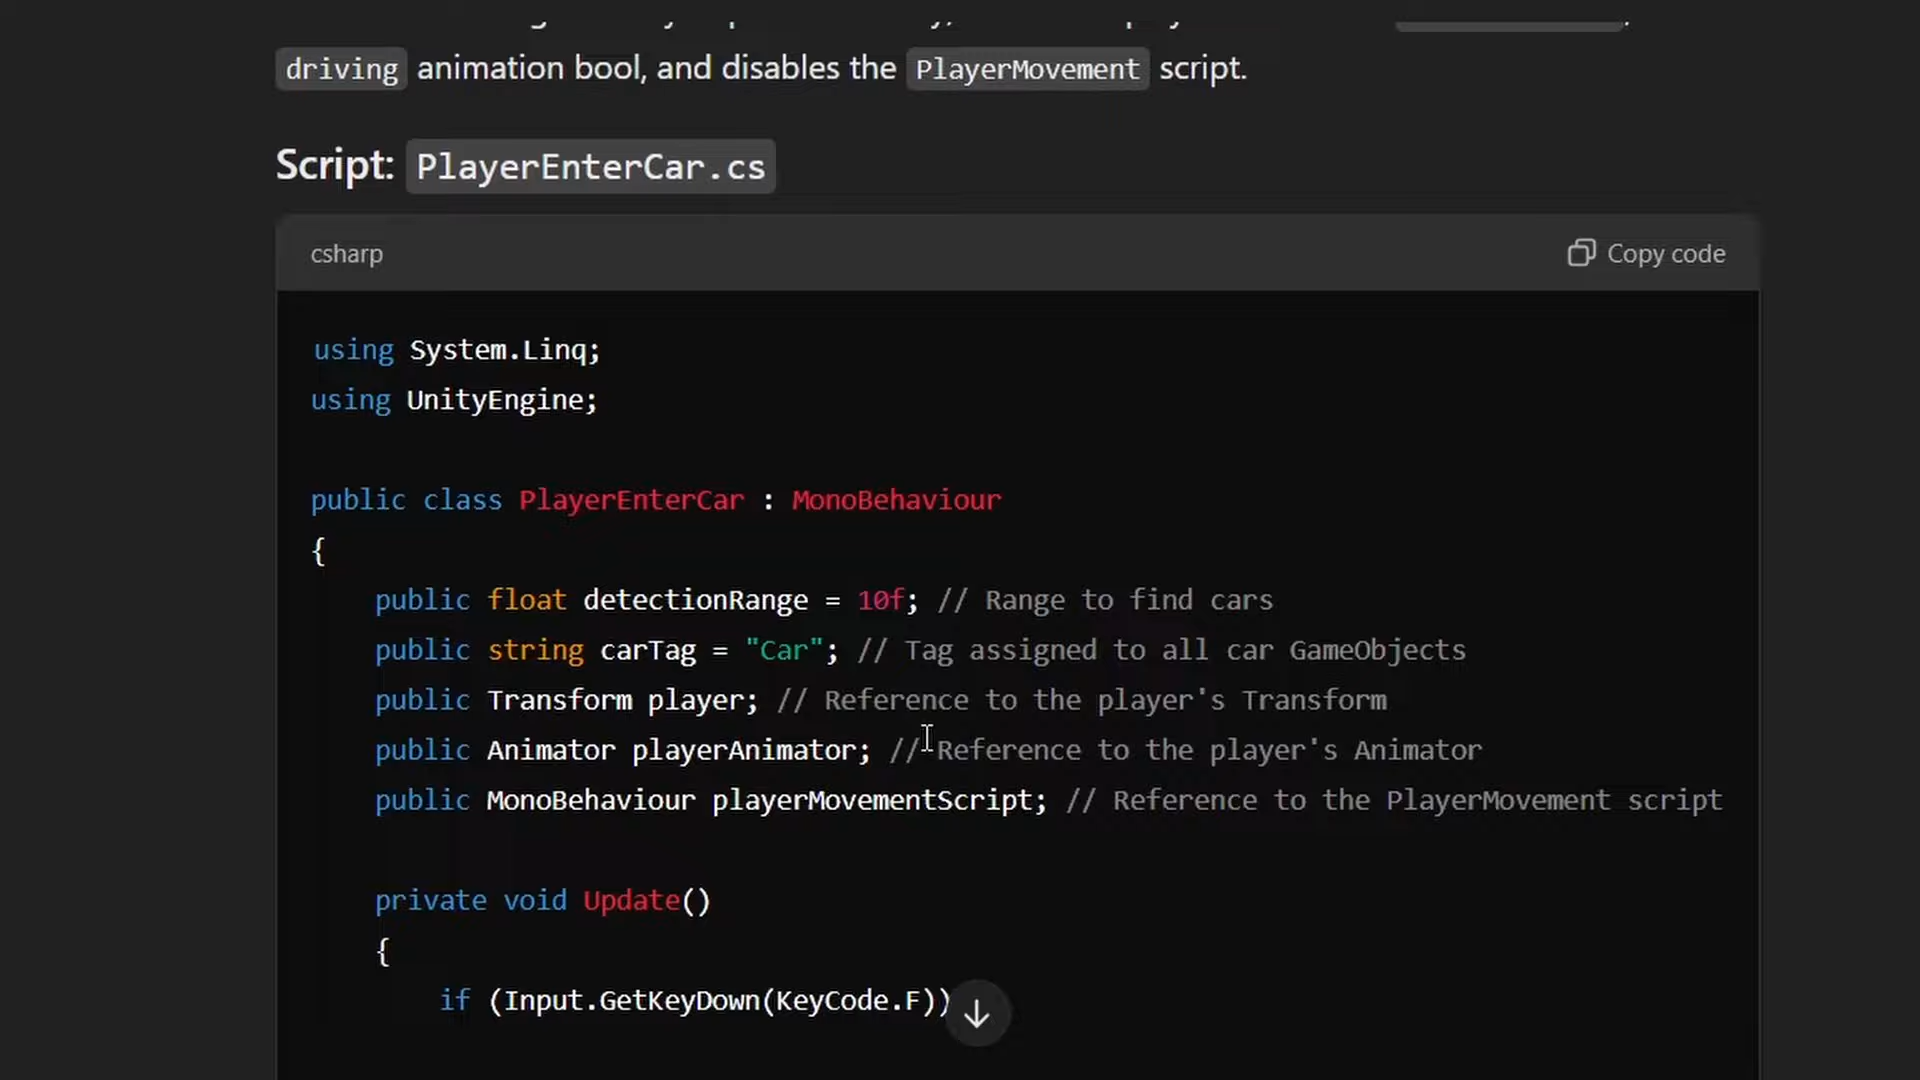 driving animation bool, and disables the PlayerMovement script.
Script: PlayerEnterCar.cs
csharp
Copy code
using System.Linq;
using UnityEngine;
public class PlayerEnterCar : MonoBehaviour
{
public float detectionRange = 10f; // Range to find cars
public string carTag = "Car"; // Tag assigned to all car GameObjects
public Transform player; // Reference to the player's Transform
public Animator playerAnimator; // Reference to the player's Animator
public MonoBehaviour playerMovementScript; // Reference to the PlayerMovement script
private void Update()
{
if (Input.GetKeyDown(KeyCode.F))